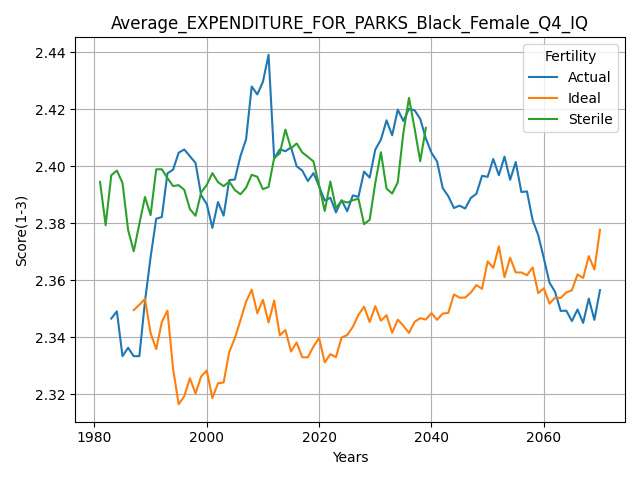 Average_EXPENDITURE_FOR_PARKS_Black_Female_Q4_IQ
Score(1-3)
2.44
2.42
2.40
2.38
2.36
2.34
2.32
Fertility
Actual
Ideal
Sterile
1980
2000
2020
2040
2060
Years